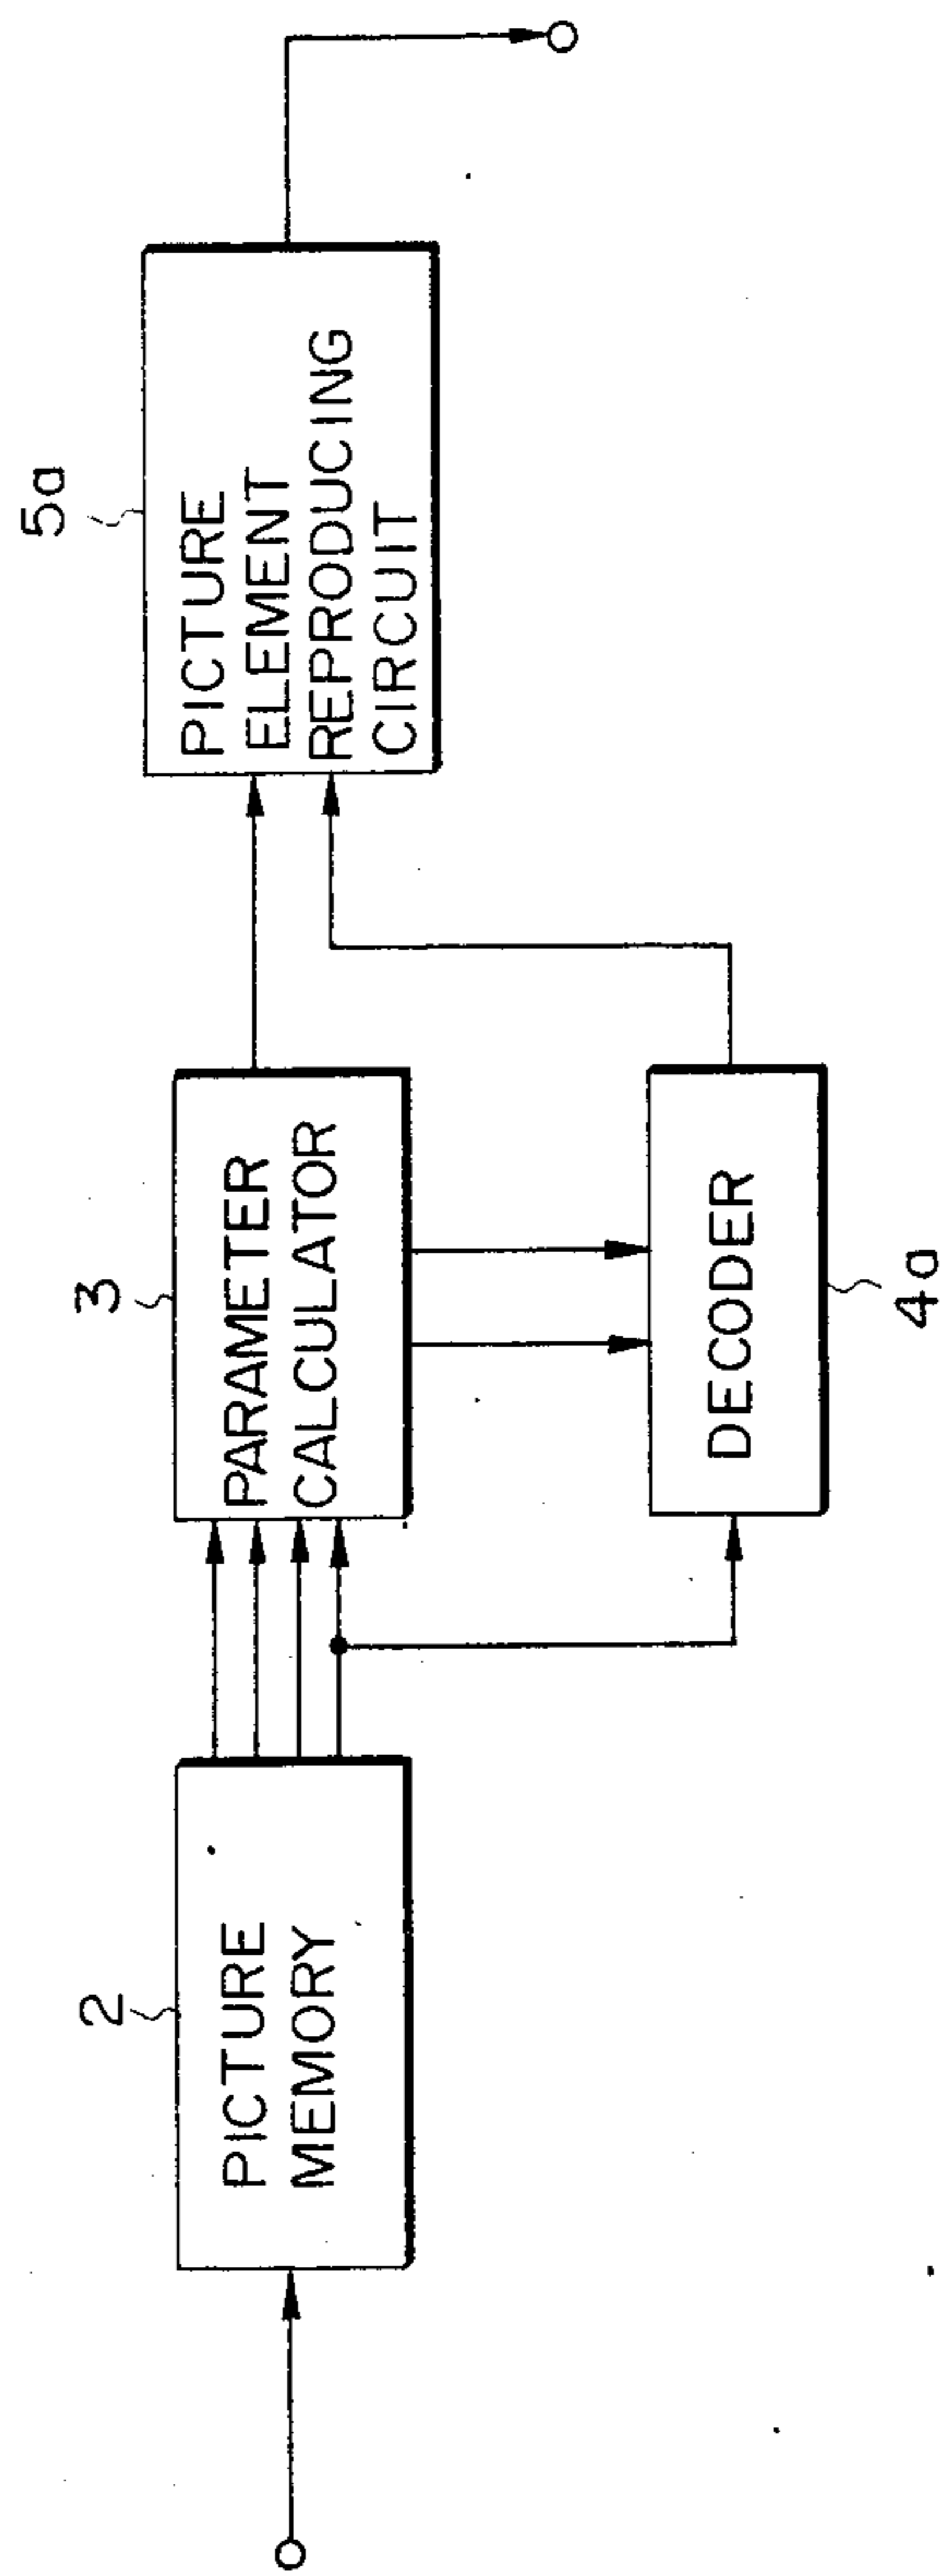 2
PICTURE
MEMORY
3
PARAMETER
CALCULATOR
DECODER
4a
5a
PICTURE
ELEMENT
REPRODUCING
CIRCUIT